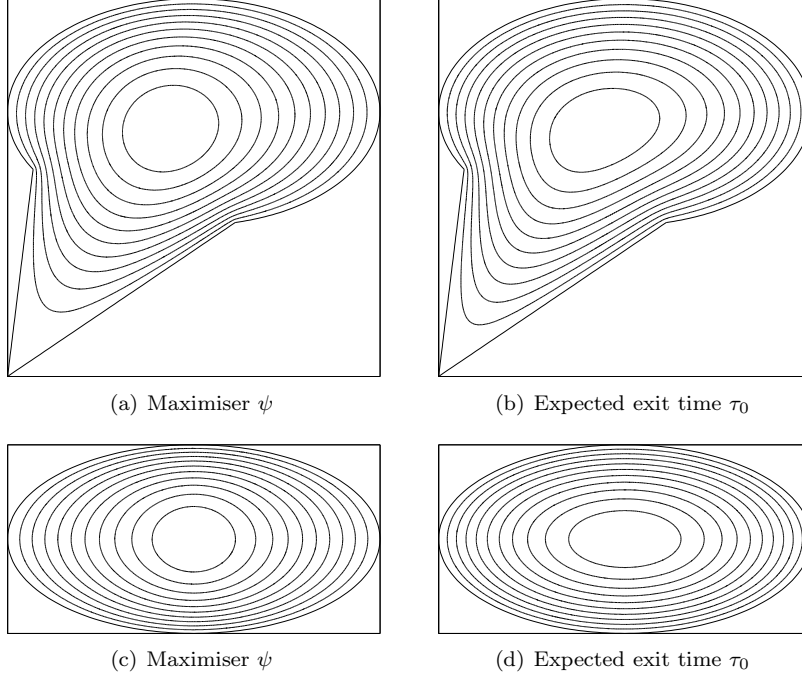 (a) Maximiser ψ
(b) Expected exit time τ₀
(c) Maximiser ψ
(d) Expected exit time τ₀